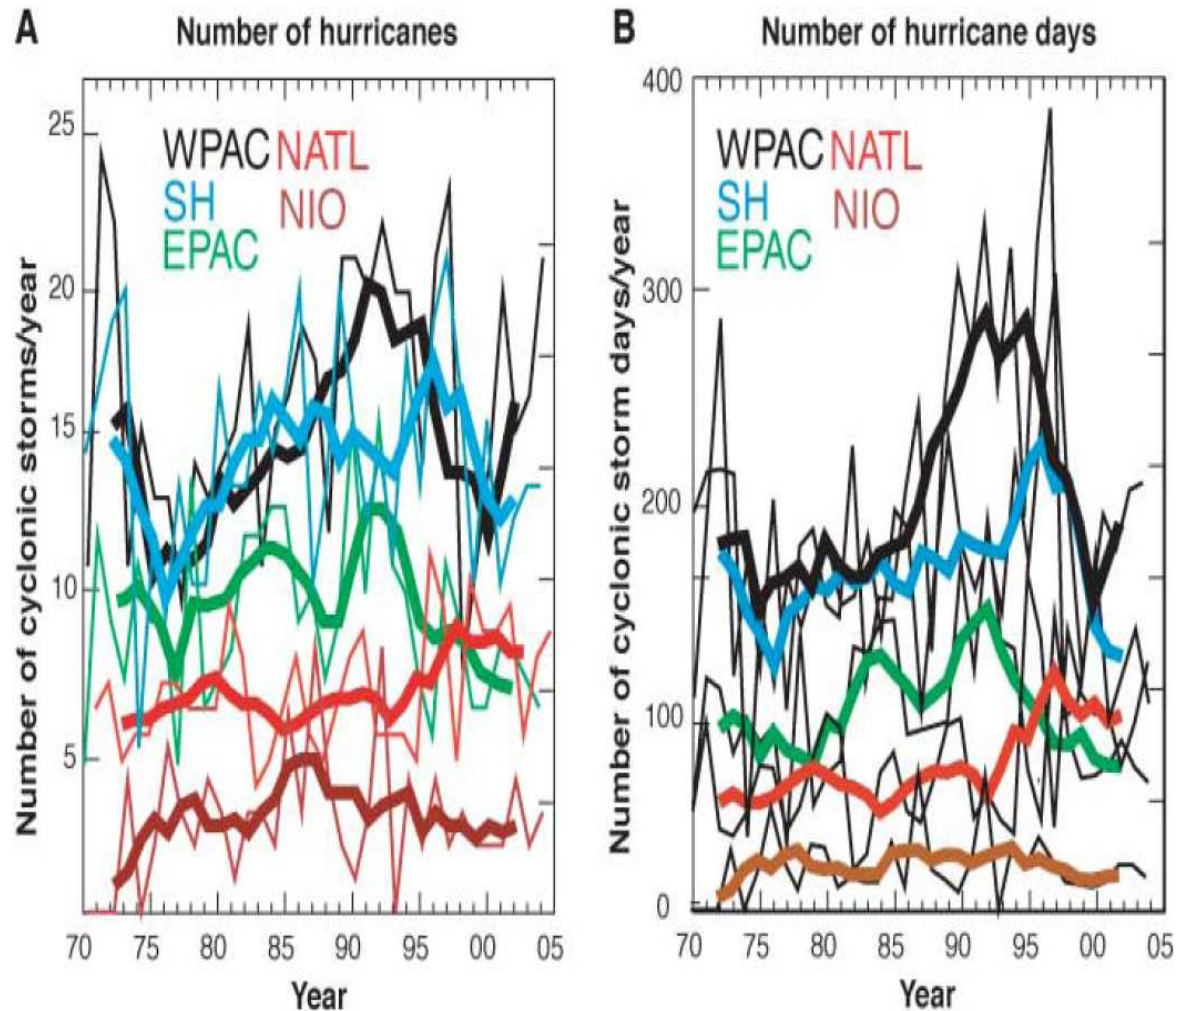 A
Number of hurricanes
Number of cyclonic storms/year
25
20
15
10
5
WPAC NATL
SH NIO
EPAC
70 75 80 85 90 95 00 05
Year
B
Number of hurricane days
Number of cyclonic storm days/year
400
300
200
100
0
WPAC NATL
SH NIO
EPAC
70 75 80 85 90 95 00 05
Year